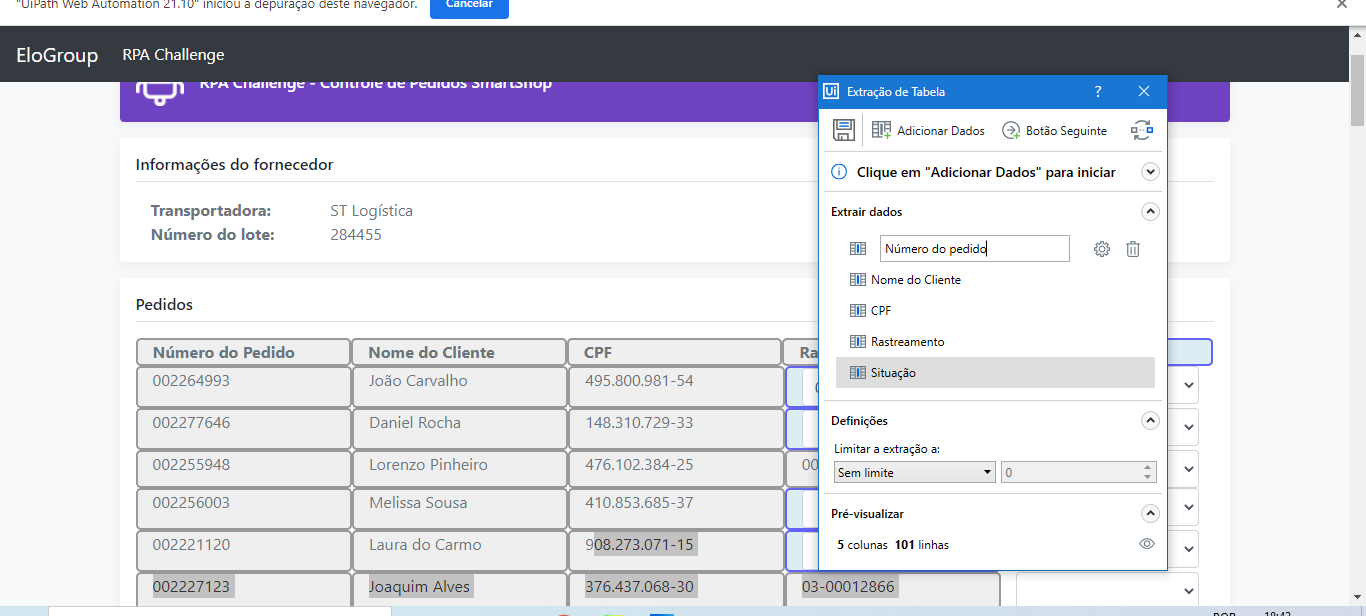 "UiPath Web Automation 21.10" iniciou a depuração deste navegador. Cancelar
EloGroup RPA Challenge
RPA Challenge - Controle de Pedidos SmartShop
Ui Extração de Tabela ?
Adicionar Dados Botão Seguinte
Clique em "Adicionar Dados" para iniciar
Extrair dados
Número do pedido
Nome do Cliente
CPF
Rastreamento
Situação
Definições
Limitar a extração a:
Sem limite 0
Pré-visualizar
5 colunas 101 linhas
Informações do fornecedor
Transportadora: ST Logística
Número do lote: 284455
Pedidos
Número do Pedido Nome do Cliente CPF Ra
002264993 João Carvalho 495.800.981-54
002277646 Daniel Rocha 148.310.729-33
002255948 Lorenzo Pinheiro 476.102.384-25 00
002256003 Melissa Sousa 410.853.685-37
002221120 Laura do Carmo 908.273.071-15
002227123 Joaquim Alves 376.437.068-30 03-00012866